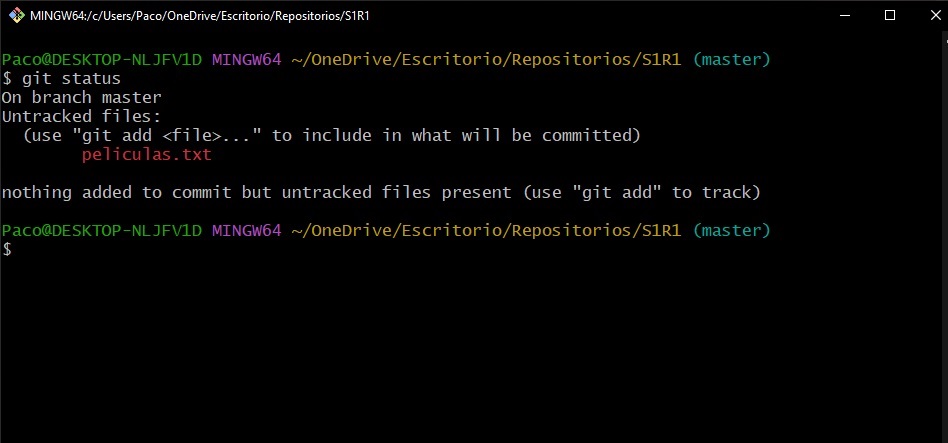 MINGW64:/c/Users/Paco/OneDrive/Escritorio/Repositorios/S1R1
Paco@DESKTOP-NLJFV1D MINGW64 ~/OneDrive/Escritorio/Repositorios/S1R1 (master)
$ git status
On branch master
Untracked files:
  (use "git add <file>..." to include in what will be committed)
        peliculas.txt

nothing added to commit but untracked files present (use "git add" to track)

Paco@DESKTOP-NLJFV1D MINGW64 ~/OneDrive/Escritorio/Repositorios/S1R1 (master)
$